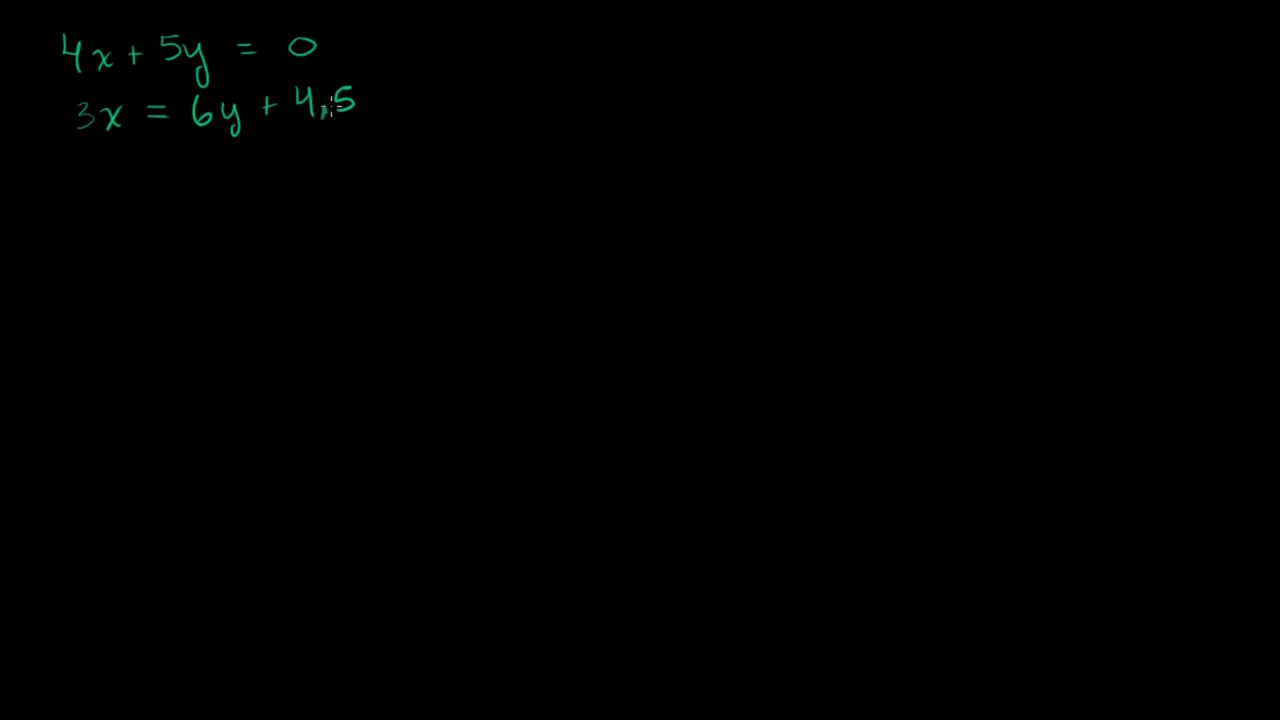 4x + 5y = 0
3x = 6y + 4,5